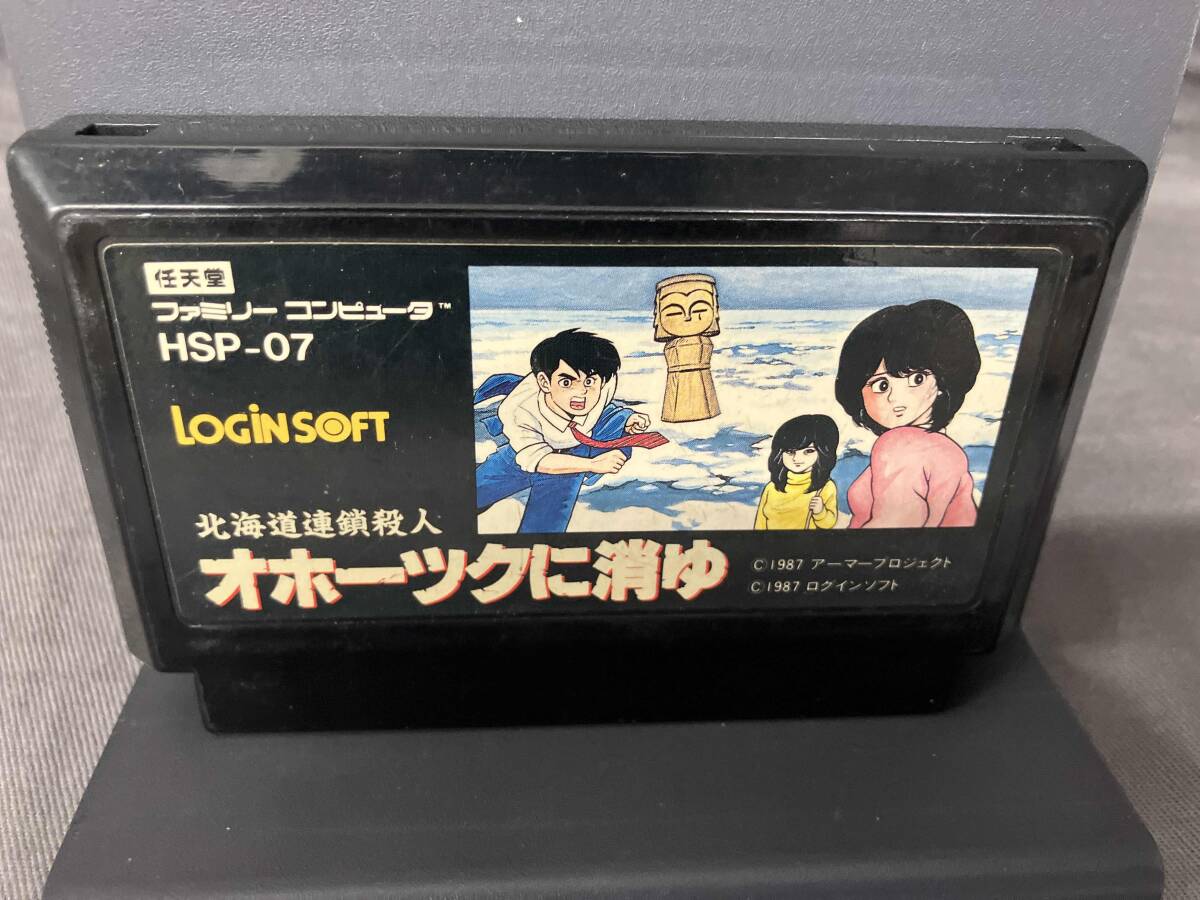 任天堂
ファミリー コンピュータ™
HSP-07
LOGiN SOFT
北海道連鎖殺人
オホーツクに消ゆ
©1987 アーマープロジェクト
©1987 ログインソフト